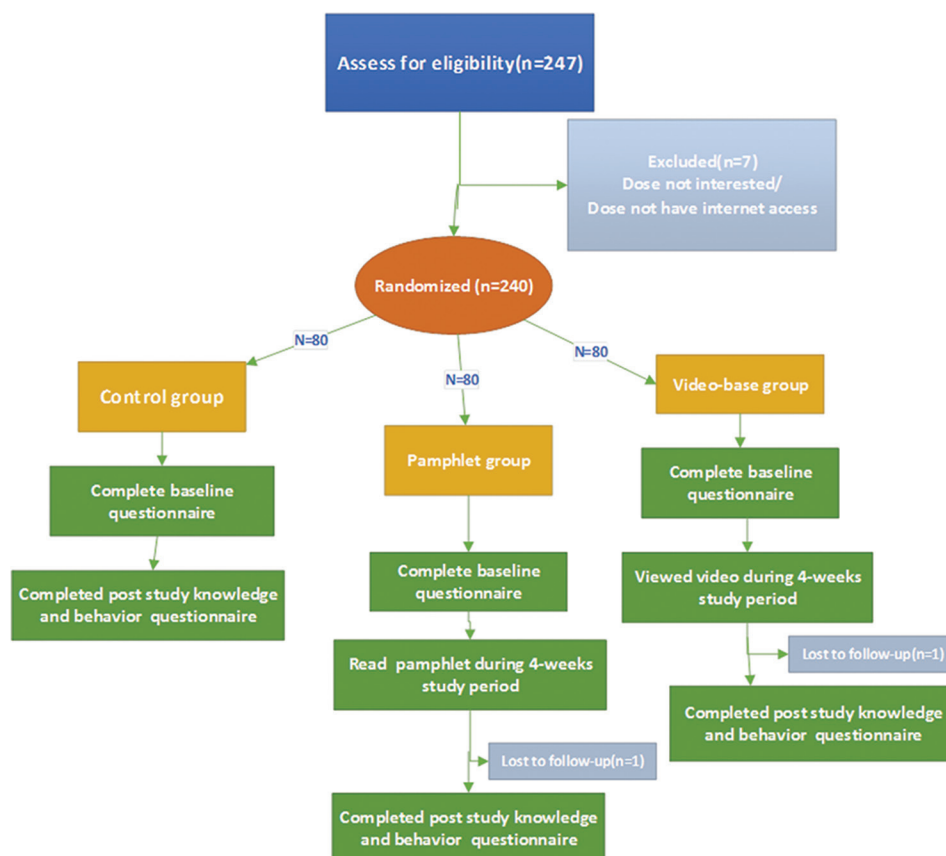 Assess for eligibility(n=247)
Excluded(n=7)
Dose not interested/
Dose not have internet access
Randomized (n=240)
N=80
N=80
N=80
Control group
Complete baseline
questionnaire
Completed post study knowledge
and behavior questionnaire
Pamphlet group
Complete baseline
questionnaire
Read pamphlet during 4-weeks
study period
Lost to follow-up(n=1)
Completed post study knowledge
and behavior questionnaire
Video-base group
Complete baseline
questionnaire
Viewed video during 4-weeks
study period
Lost to follow-up(n=1)
Completed post study knowledge
and behavior questionnaire